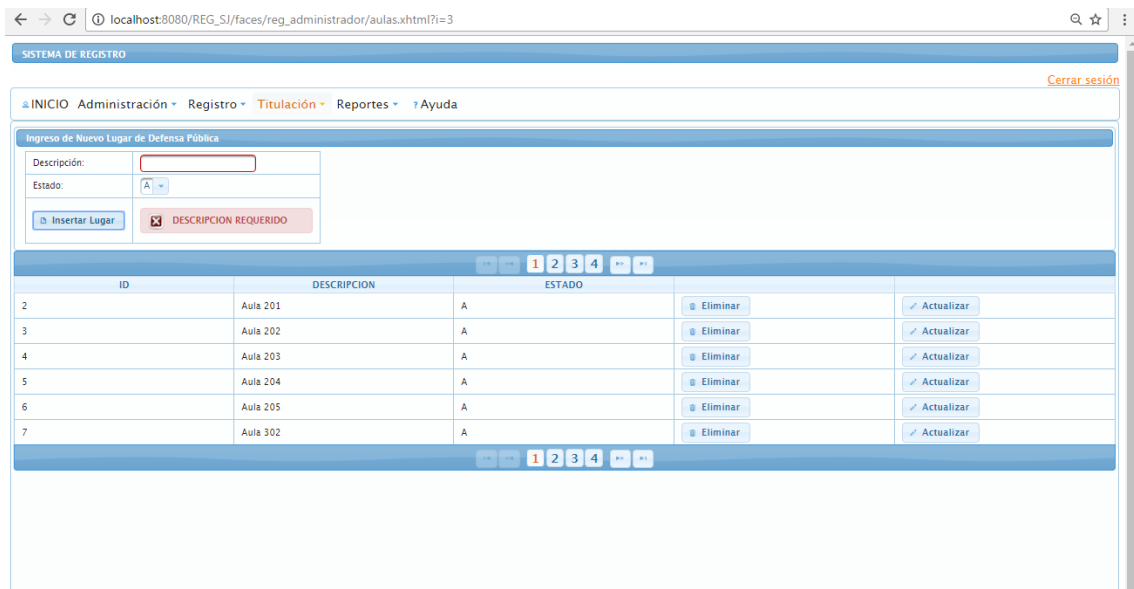 localhost:8080/REG_SJ/faces/reg_administrador/aulas.xhtml?i=3
SISTEMA DE REGISTRO
Cerrar sesión
INICIO Administración Registro Titulación Reportes ? Ayuda
Ingreso de Nuevo Lugar de Defensa Pública
Descripción:
Estado: A
Insertar Lugar DESCRIPCION REQUERIDO
1 2 3 4
ID DESCRIPCION ESTADO
2 Aula 201 A Eliminar Actualizar
3 Aula 202 A Eliminar Actualizar
4 Aula 203 A Eliminar Actualizar
5 Aula 204 A Eliminar Actualizar
6 Aula 205 A Eliminar Actualizar
7 Aula 302 A Eliminar Actualizar
1 2 3 4